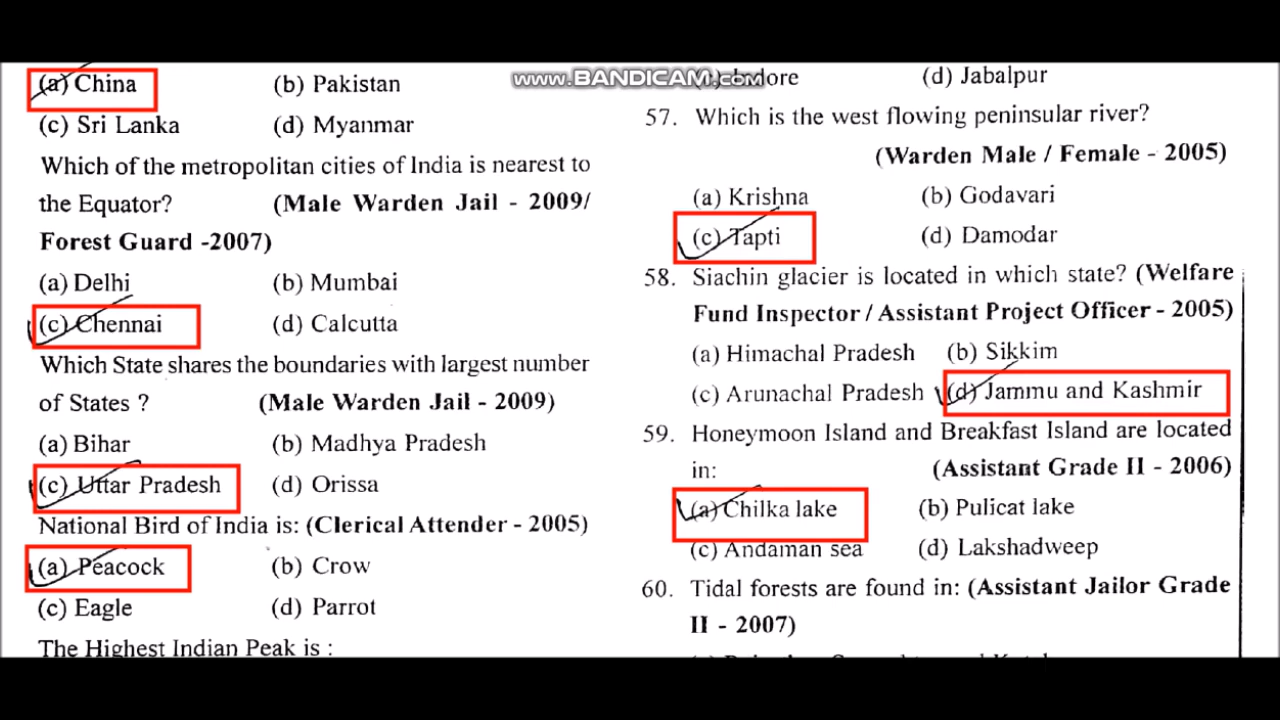 www.BANDICAM.com
(a) China (b) Pakistan
(c) Sri Lanka (d) Myanmar
Which of the metropolitan cities of India is nearest to
the Equator? (Male Warden Jail - 2009/
Forest Guard -2007)
(a) Delhi (b) Mumbai
(c) Chennai (d) Calcutta
Which State shares the boundaries with largest number
of States ? (Male Warden Jail - 2009)
(a) Bihar (b) Madhya Pradesh
(c) Uttar Pradesh (d) Orissa
National Bird of India is: (Clerical Attender - 2005)
(a) Peacock (b) Crow
(c) Eagle (d) Parrot
The Highest Indian Peak is :
(d) Jabalpur
57. Which is the west flowing peninsular river?
(Warden Male / Female - 2005)
(a) Krishna (b) Godavari
(c) Tapti (d) Damodar
58. Siachin glacier is located in which state? (Welfare
Fund Inspector / Assistant Project Officer - 2005)
(a) Himachal Pradesh (b) Sikkim
(c) Arunachal Pradesh (d) Jammu and Kashmir
59. Honeymoon Island and Breakfast Island are located
in: (Assistant Grade II - 2006)
(a) Chilka lake (b) Pulicat lake
(c) Andaman sea (d) Lakshadweep
60. Tidal forests are found in: (Assistant Jailor Grade
II - 2007)